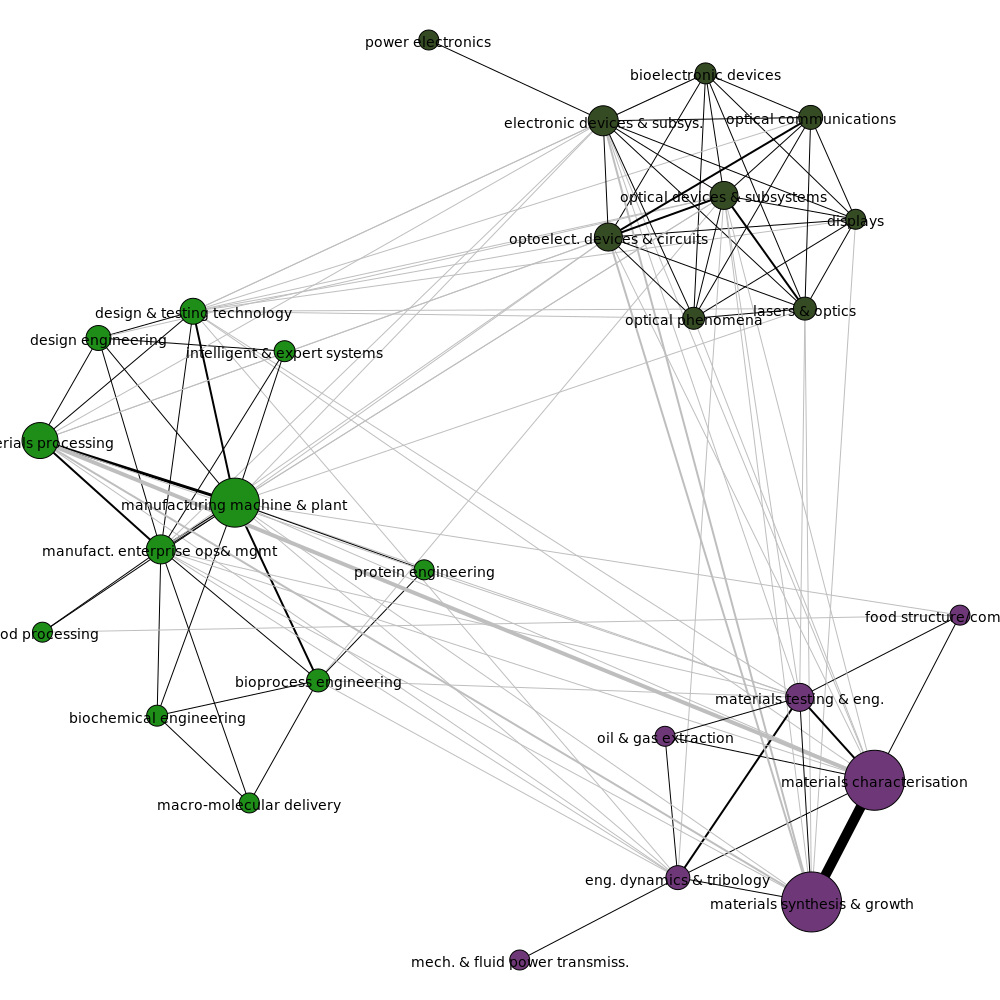 power electronics
bioelectronic devices
electronic devices & subsys.
optical communications
optical devices & subsystems
displays
optoelect. devices & circuits
design & testing technology
lasers & optics
optical phenomena
design engineering
intelligent & expert systems
erials processing
manufacturing machine & plant
manufact. enterprise ops& mgmt
protein engineering
food structure/com
od processing
bioprocess engineering
materials testing & eng.
biochemical engineering
oil & gas extraction
materials characterisation
macro-molecular delivery
eng. dynamics & tribology
materials synthesis & growth
mech. & fluid power transmiss.